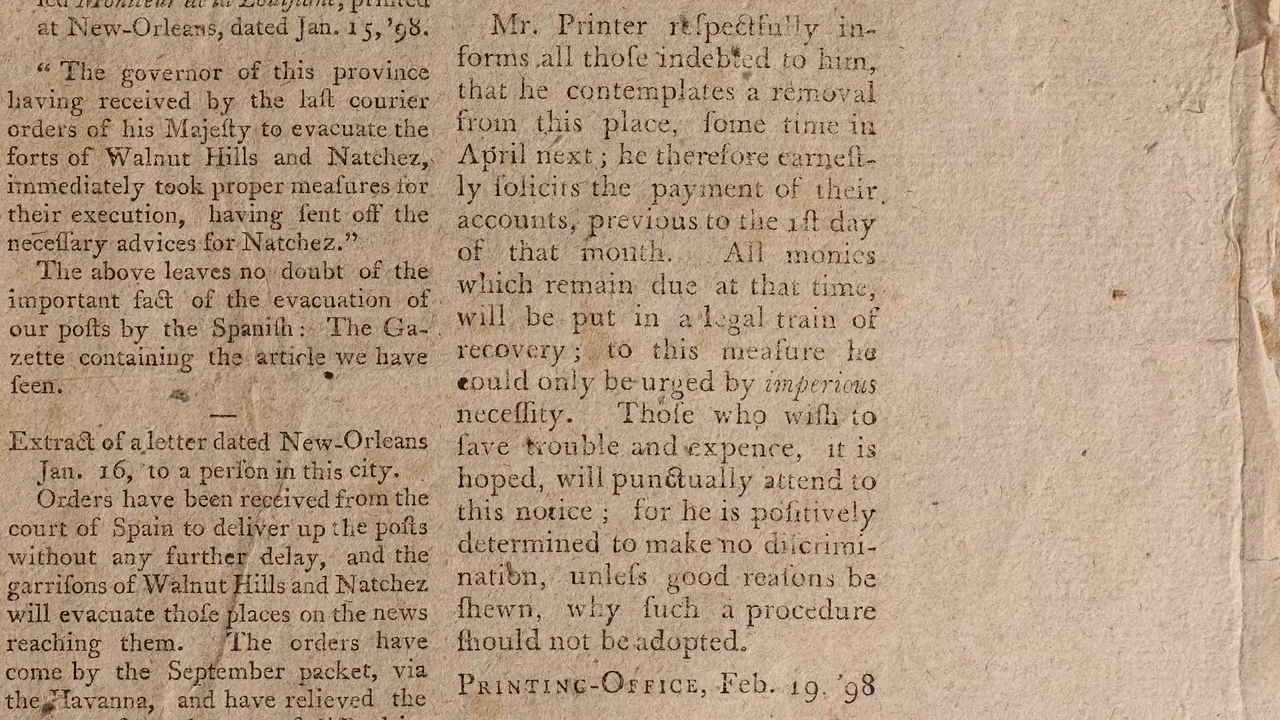 led Moniteur de la Louiſiane, printed
at New-Orleans, dated Jan. 15, '98.
“ The governor of this province
having received by the laſt courier
orders of his Majeſty to evacuate the
forts of Walnut Hills and Natchez,
immediately took proper meaſures for
their execution, having ſent off the
neceſſary advices for Natchez.”
The above leaves no doubt of the
important fact of the evacuation of
our poſts by the Spaniſh: The Ga-
zette containing the article we have
ſeen.
Extract of a letter dated New-Orleans
Jan. 16, to a perſon in this city.
Orders have been received from the
court of Spain to deliver up the poſts
without any further delay, and the
garriſons of Walnut Hills and Natchez
will evacuate thoſe places on the news
reaching them. The orders have
come by the September packet, via
the Havanna, and have relieved the
Mr. Printer reſpectfully in-
forms all thoſe indebted to him,
that he contemplates a removal
from this place, ſome time in
April next ; he therefore earneſt-
ly ſolicits the payment of their
accounts, previous to the 1ſt day
of that month. All monies
which remain due at that time,
will be put in a legal train of
recovery ; to this meaſure he
could only be urged by imperious
neceſſity. Thoſe who wiſh to
ſave trouble and expence, it is
hoped, will punctually attend to
this notice ; for he is poſitively
determined to make no diſcrimi-
nation, unleſs good reaſons be
ſhewn, why ſuch a procedure
ſhould not be adopted.
PRINTING-OFFICE, Feb. 19. '98